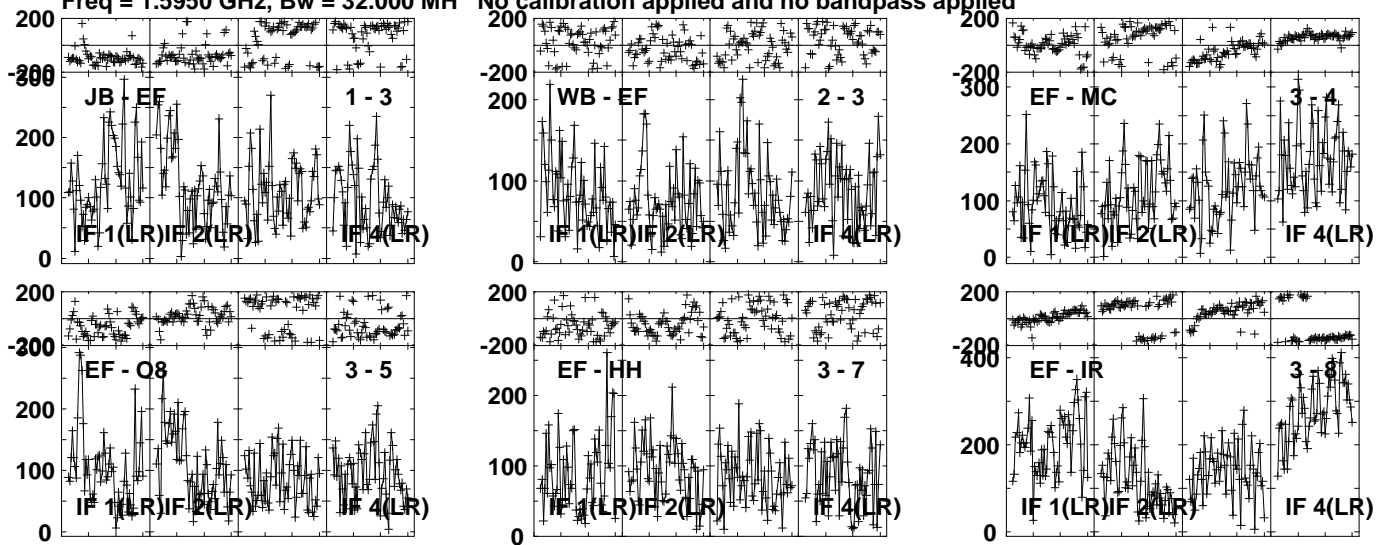 Freq = 1.5950 GHz, Bw = 32.000 MH No calibration applied and no bandpass applied
200 200 200
-200 -200 -200
300 JB - EF 1 - 3 WB - EF 2 - 3 EF - MC 3 - 4
200 200 300
100 100 200
100
IF 1(LR) IF 2(LR) IF 4(LR) IF 1(LR) IF 2(LR) IF 4(LR) IF 1(LR) IF 2(LR) IF 4(LR)
0 0 0
200 200 200
-200 -200 -200
300 400
EF - O8 3 - 5 EF - HH 3 - 7 EF - IR 3 - 8
200 200
100 100 200
IF 1(LR) IF 2(LR) IF 4(LR) IF 1(LR) IF 2(LR) IF 4(LR) IF 1(LR) IF 2(LR) IF 4(LR)
0 0 0